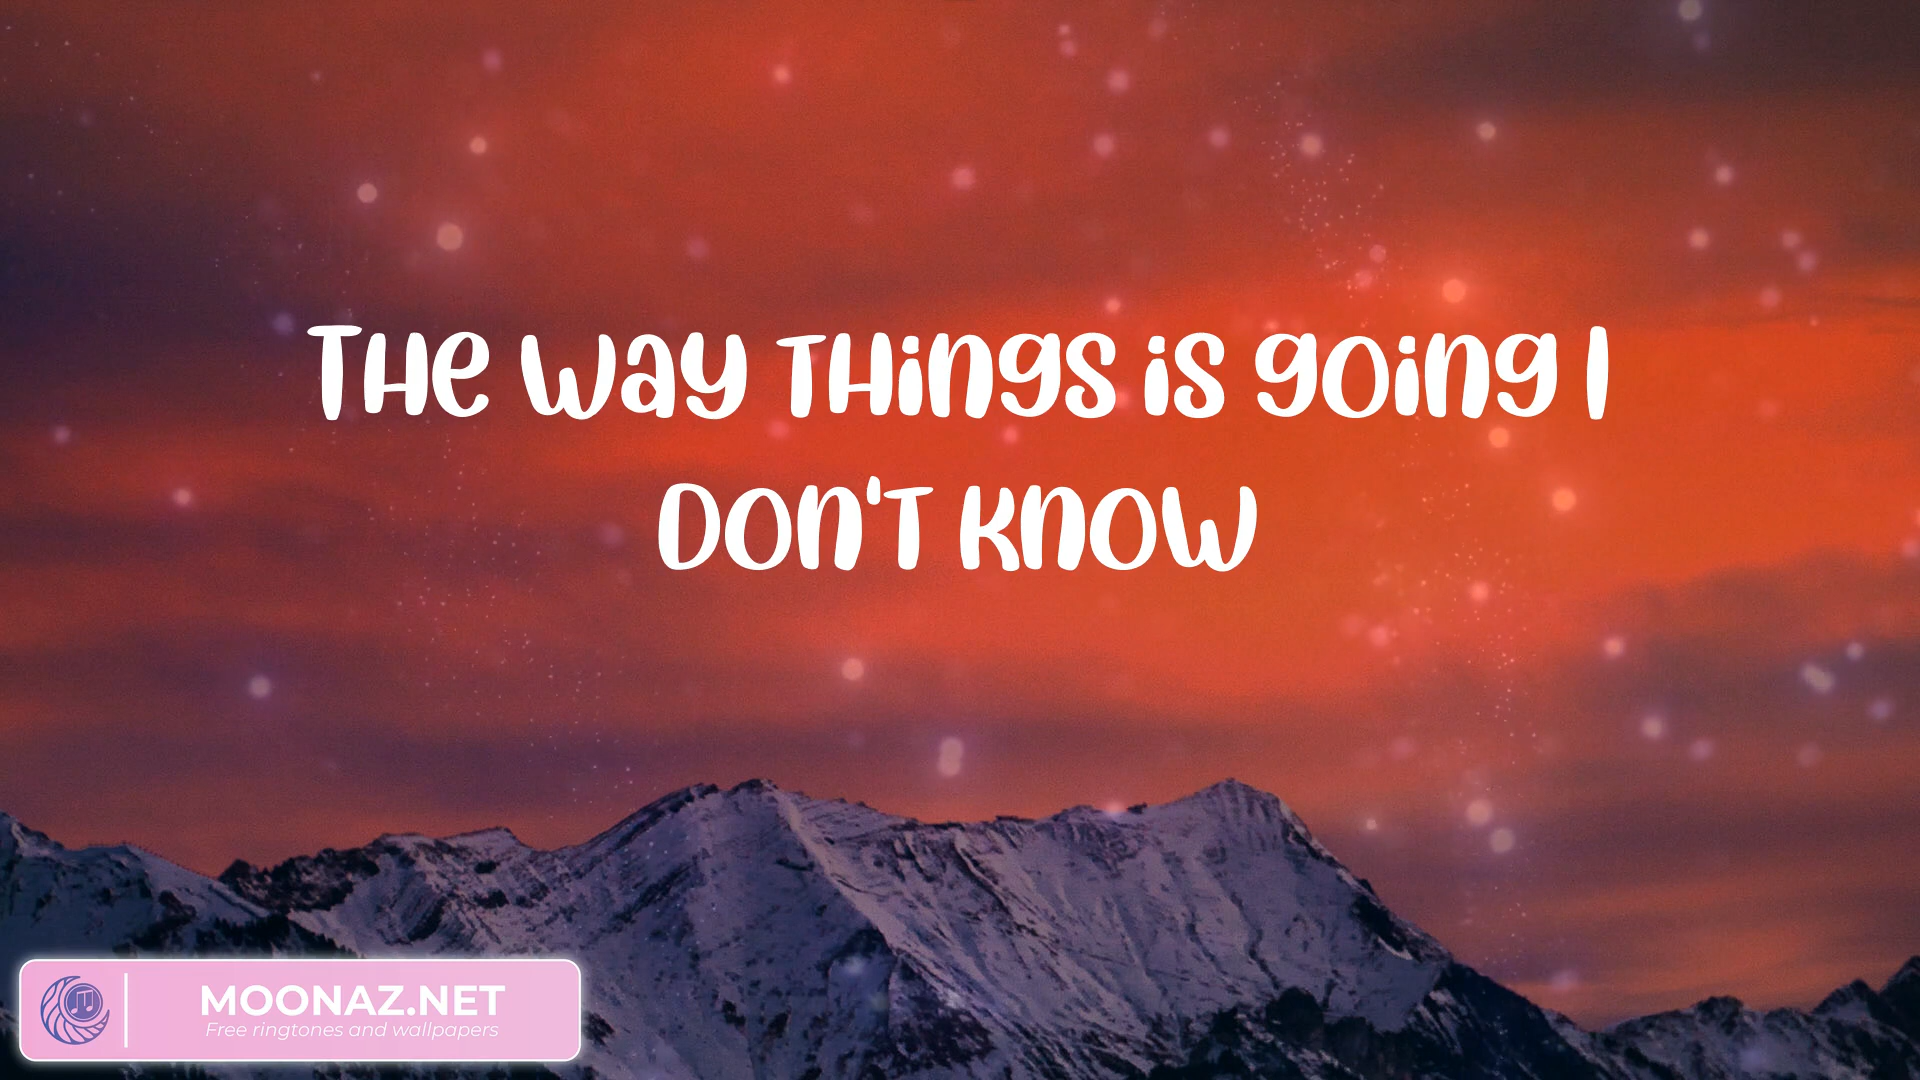 The way things is going I
don't know
MOONAZ.NET
Free ringtones and wallpapers